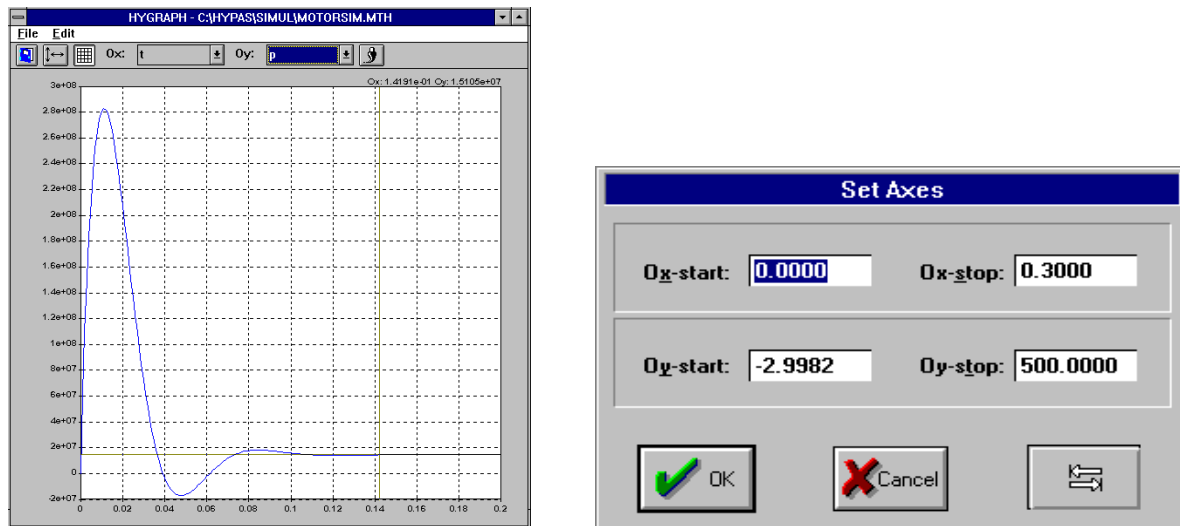 HYGRAPH - C:\HYPAS\SIMUL\MOTORSIM.MTH
File Edit
Ox: t Oy: p
Ox: 1.4191e-01 Oy: 1.5105e+07
3e+08
2.8e+08
2.6e+08
2.4e+08
2.2e+08
2e+08
1.8e+08
1.6e+08
1.4e+08
1.2e+08
1e+08
8e+07
6e+07
4e+07
2e+07
0
-2e+07
0 0.02 0.04 0.06 0.08 0.1 0.12 0.14 0.16 0.18 0.2
Set Axes
Ox-start: 0.0000 Ox-stop: 0.3000
Oy-start: -2.9982 Oy-stop: 500.0000
OK Cancel